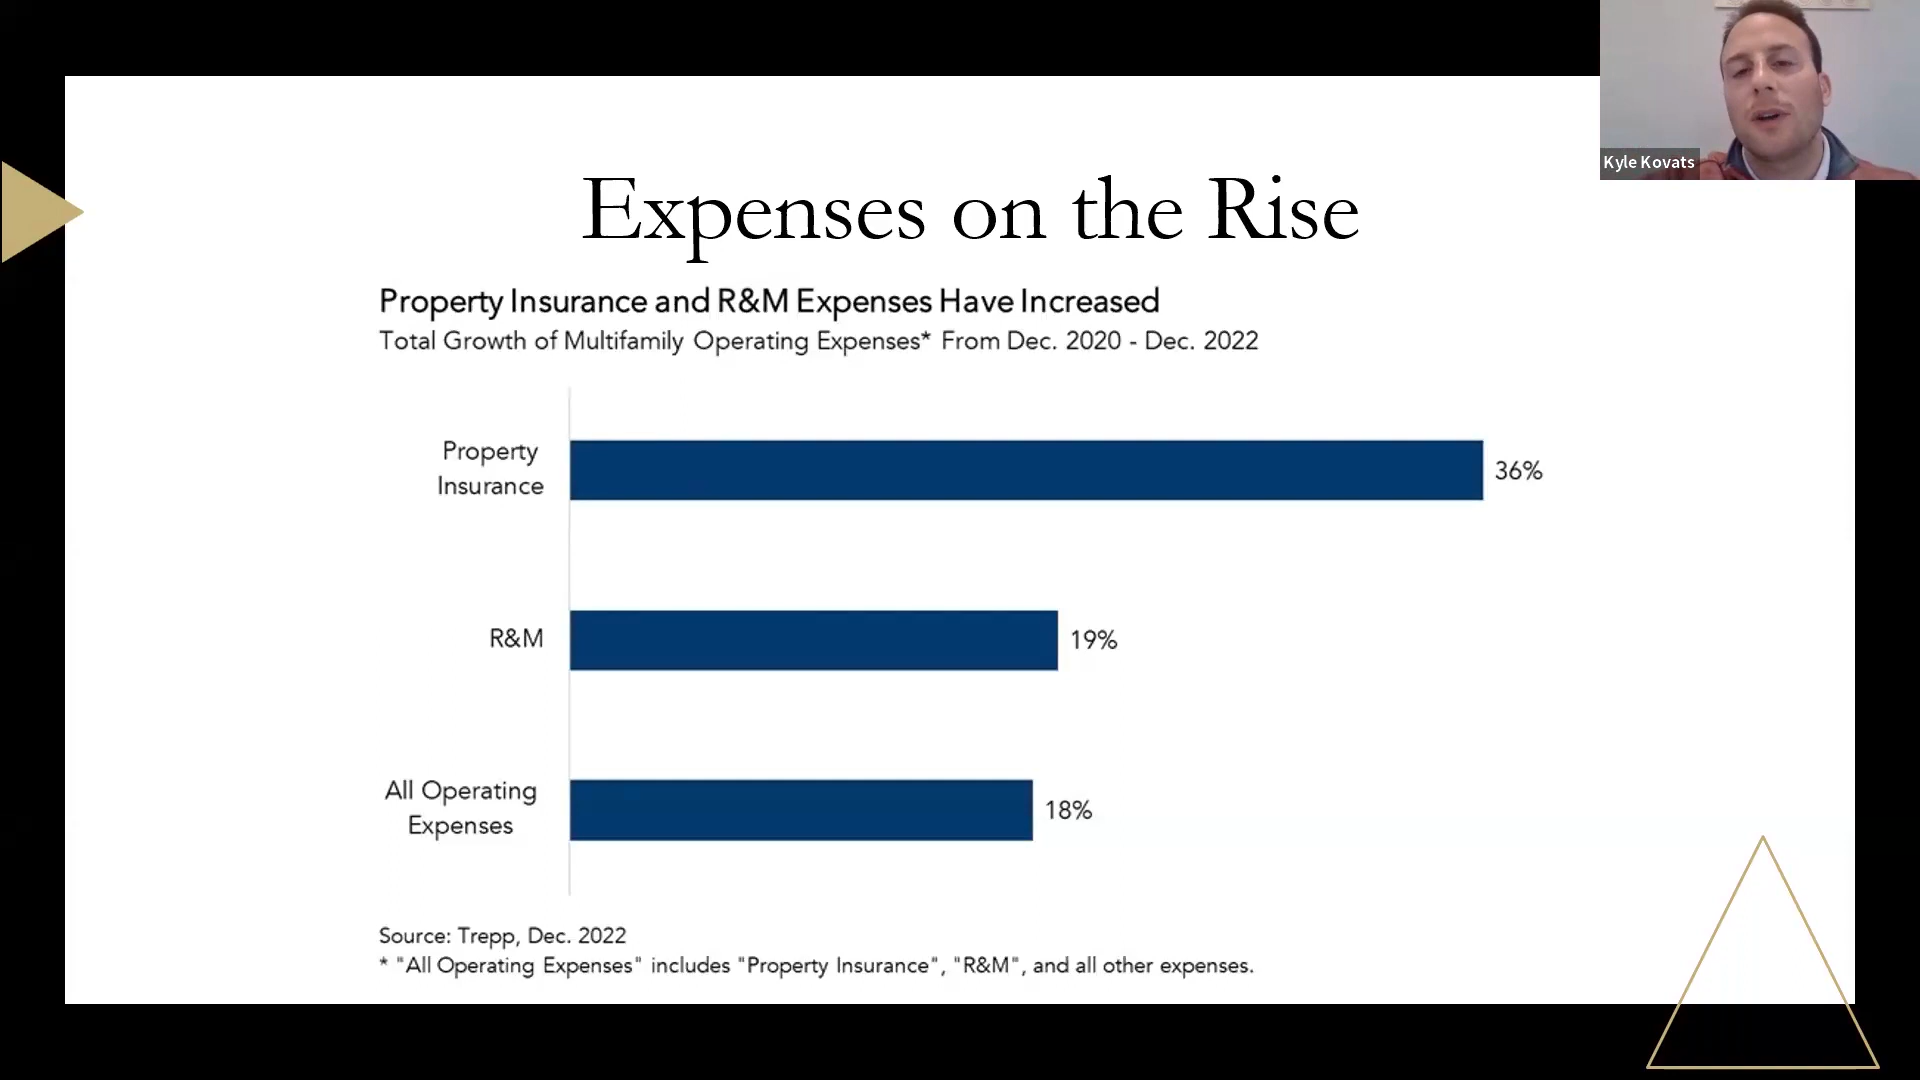 Kyle Kovats
Expenses on the Rise
Property Insurance and R&M Expenses Have Increased
Total Growth of Multifamily Operating Expenses* From Dec. 2020 - Dec. 2022
Property
Insurance
36%
R&M
19%
All Operating
Expenses
18%
Source: Trepp, Dec. 2022
* "All Operating Expenses" includes "Property Insurance", "R&M", and all other expenses.